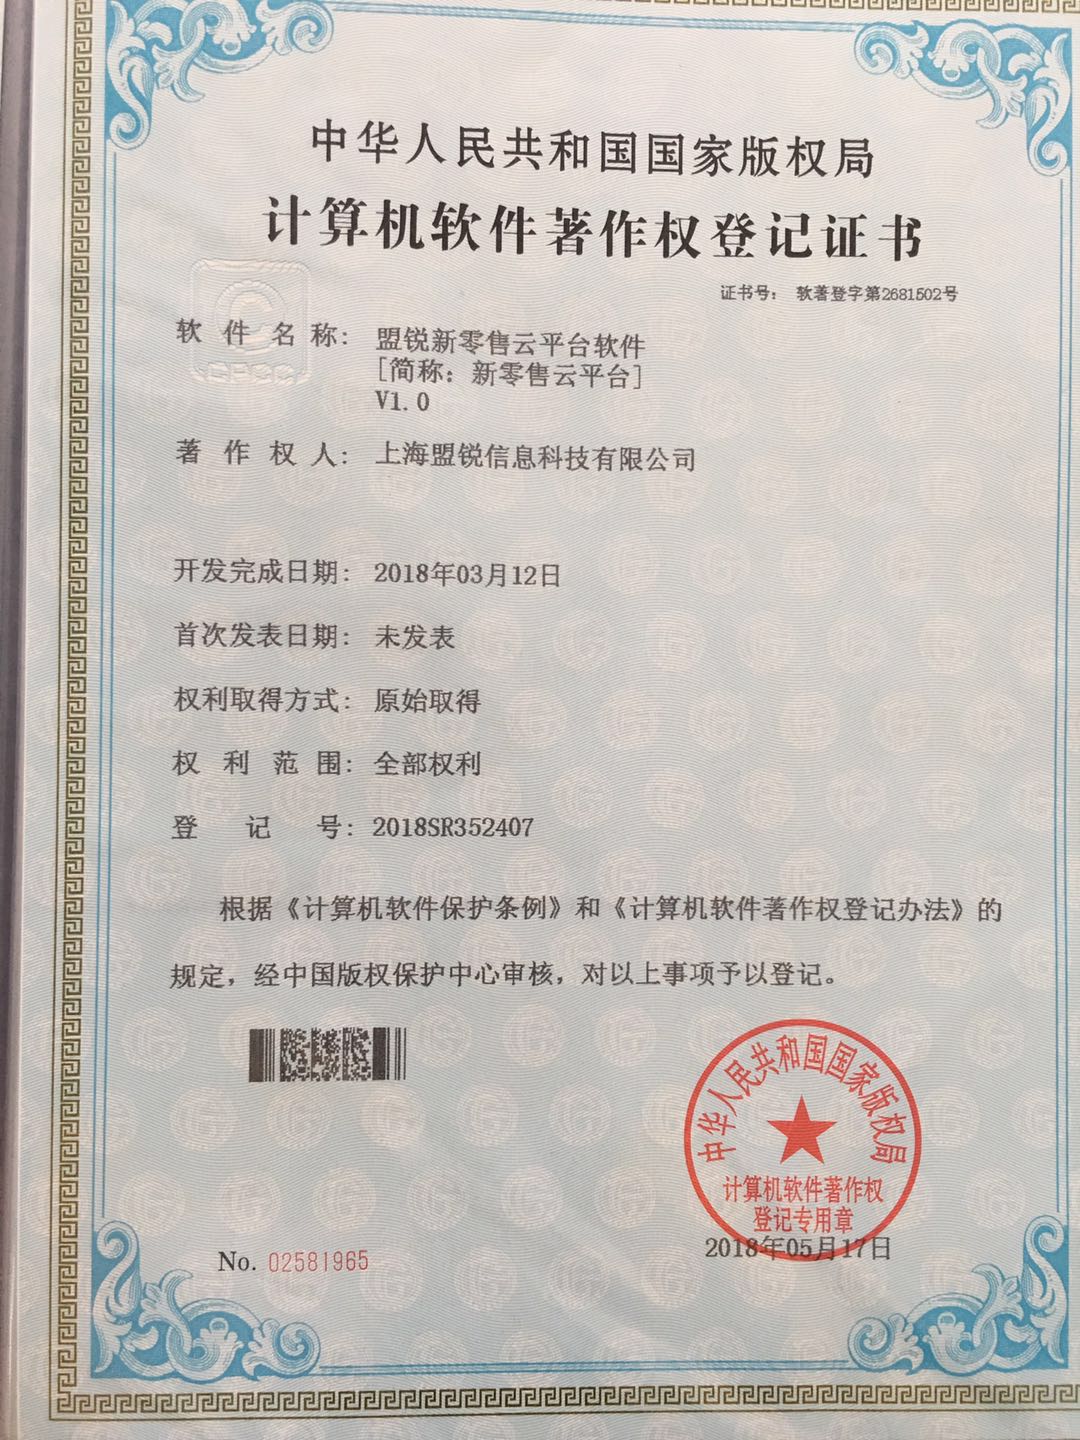 中华人民共和国国家版权局
计算机软件著作权登记证书
证书号： 软著登字第2681502号
软件名称： 盟锐新零售云平台软件
[简称：新零售云平台]
V1.0
著作权人： 上海盟锐信息科技有限公司
开发完成日期： 2018年03月12日
首次发表日期： 未发表
权利取得方式： 原始取得
权利范围： 全部权利
登记号： 2018SR352407
根据《计算机软件保护条例》和《计算机软件著作权登记办法》的
规定，经中国版权保护中心审核，对以上事项予以登记。
中华人民共和国国家版权局
计算机软件著作权
登记专用章
2018年05月17日
No. 02581965